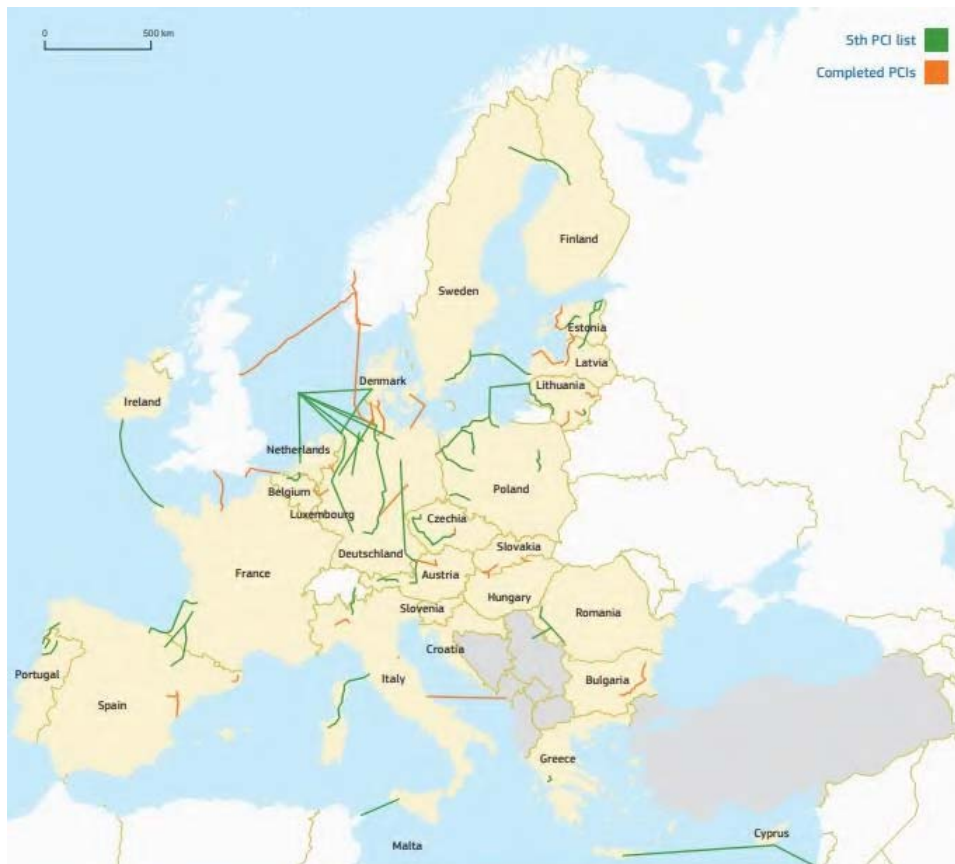 0 500 km
5th PCI list
Completed PCIs
Finland
Sweden
Estonia
Latvia
Denmark
Lithuania
Ireland
Netherlands
Belgium
Poland
Luxembourg
Czechia
Deutschland
Slovakia
France
Austria
Hungary
Slovenia
Romania
Croatia
Portugal
Italy
Bulgaria
Spain
Greece
Cyprus
Malta